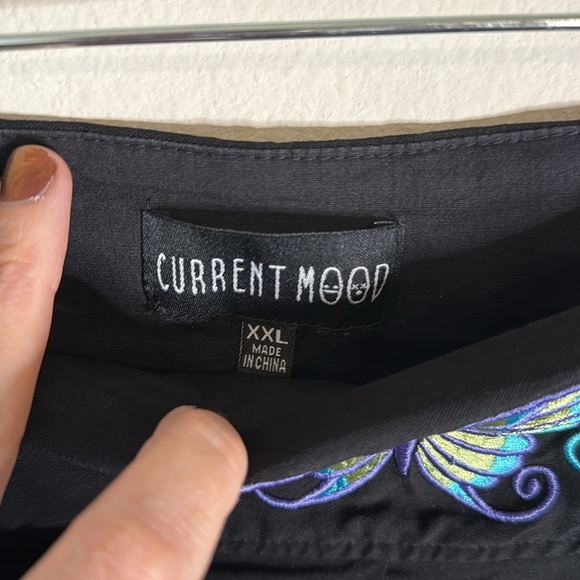 CURRENT MOOD
XXL
MADE
IN CHINA